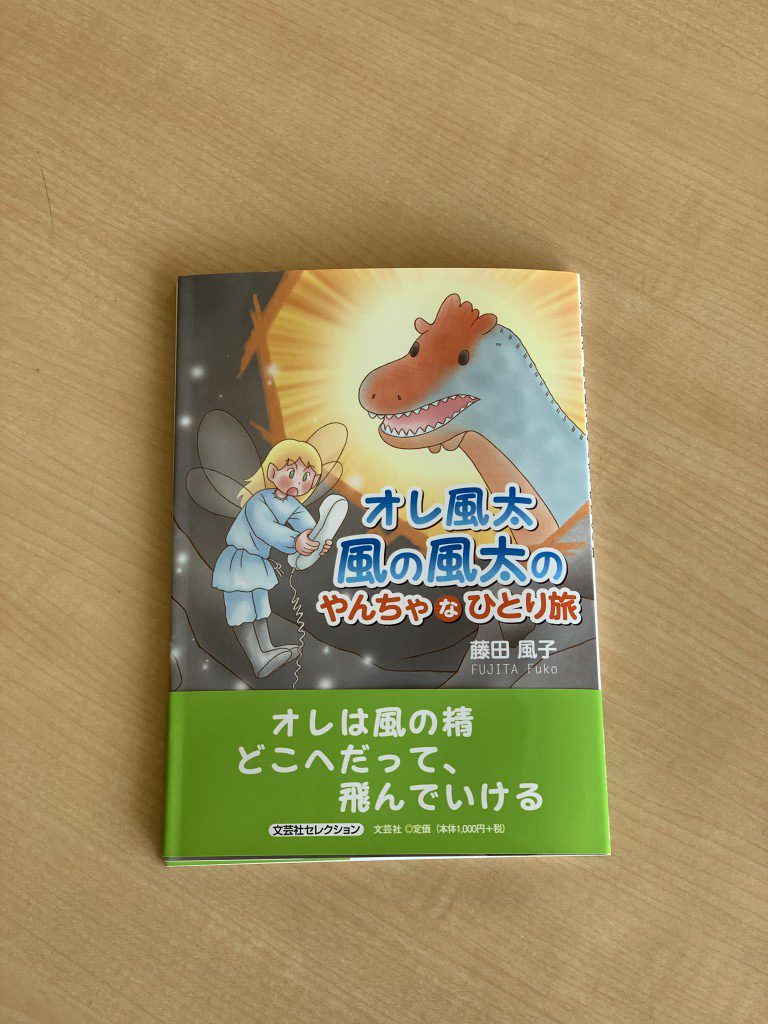 オレ風太
風の風太の
やんちゃなひとり旅
藤田 風子
FUJITA Fuko
オレは風の精
どこへだって、
飛んでいける
文芸社セレクション 文芸社 ◎定価（本体1,000円+税）